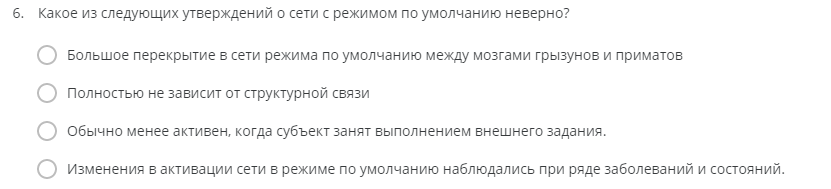 6. Какое из следующих утверждений о сети с режимом по умолчанию неверно?
Большое перекрытие в сети режима по умолчанию между мозгами грызунов и приматов
Полностью не зависит от структурной связи
Обычно менее активен, когда субъект занят выполнением внешнего задания.
Изменения в активации сети в режиме по умолчанию наблюдались при ряде заболеваний и состояний.